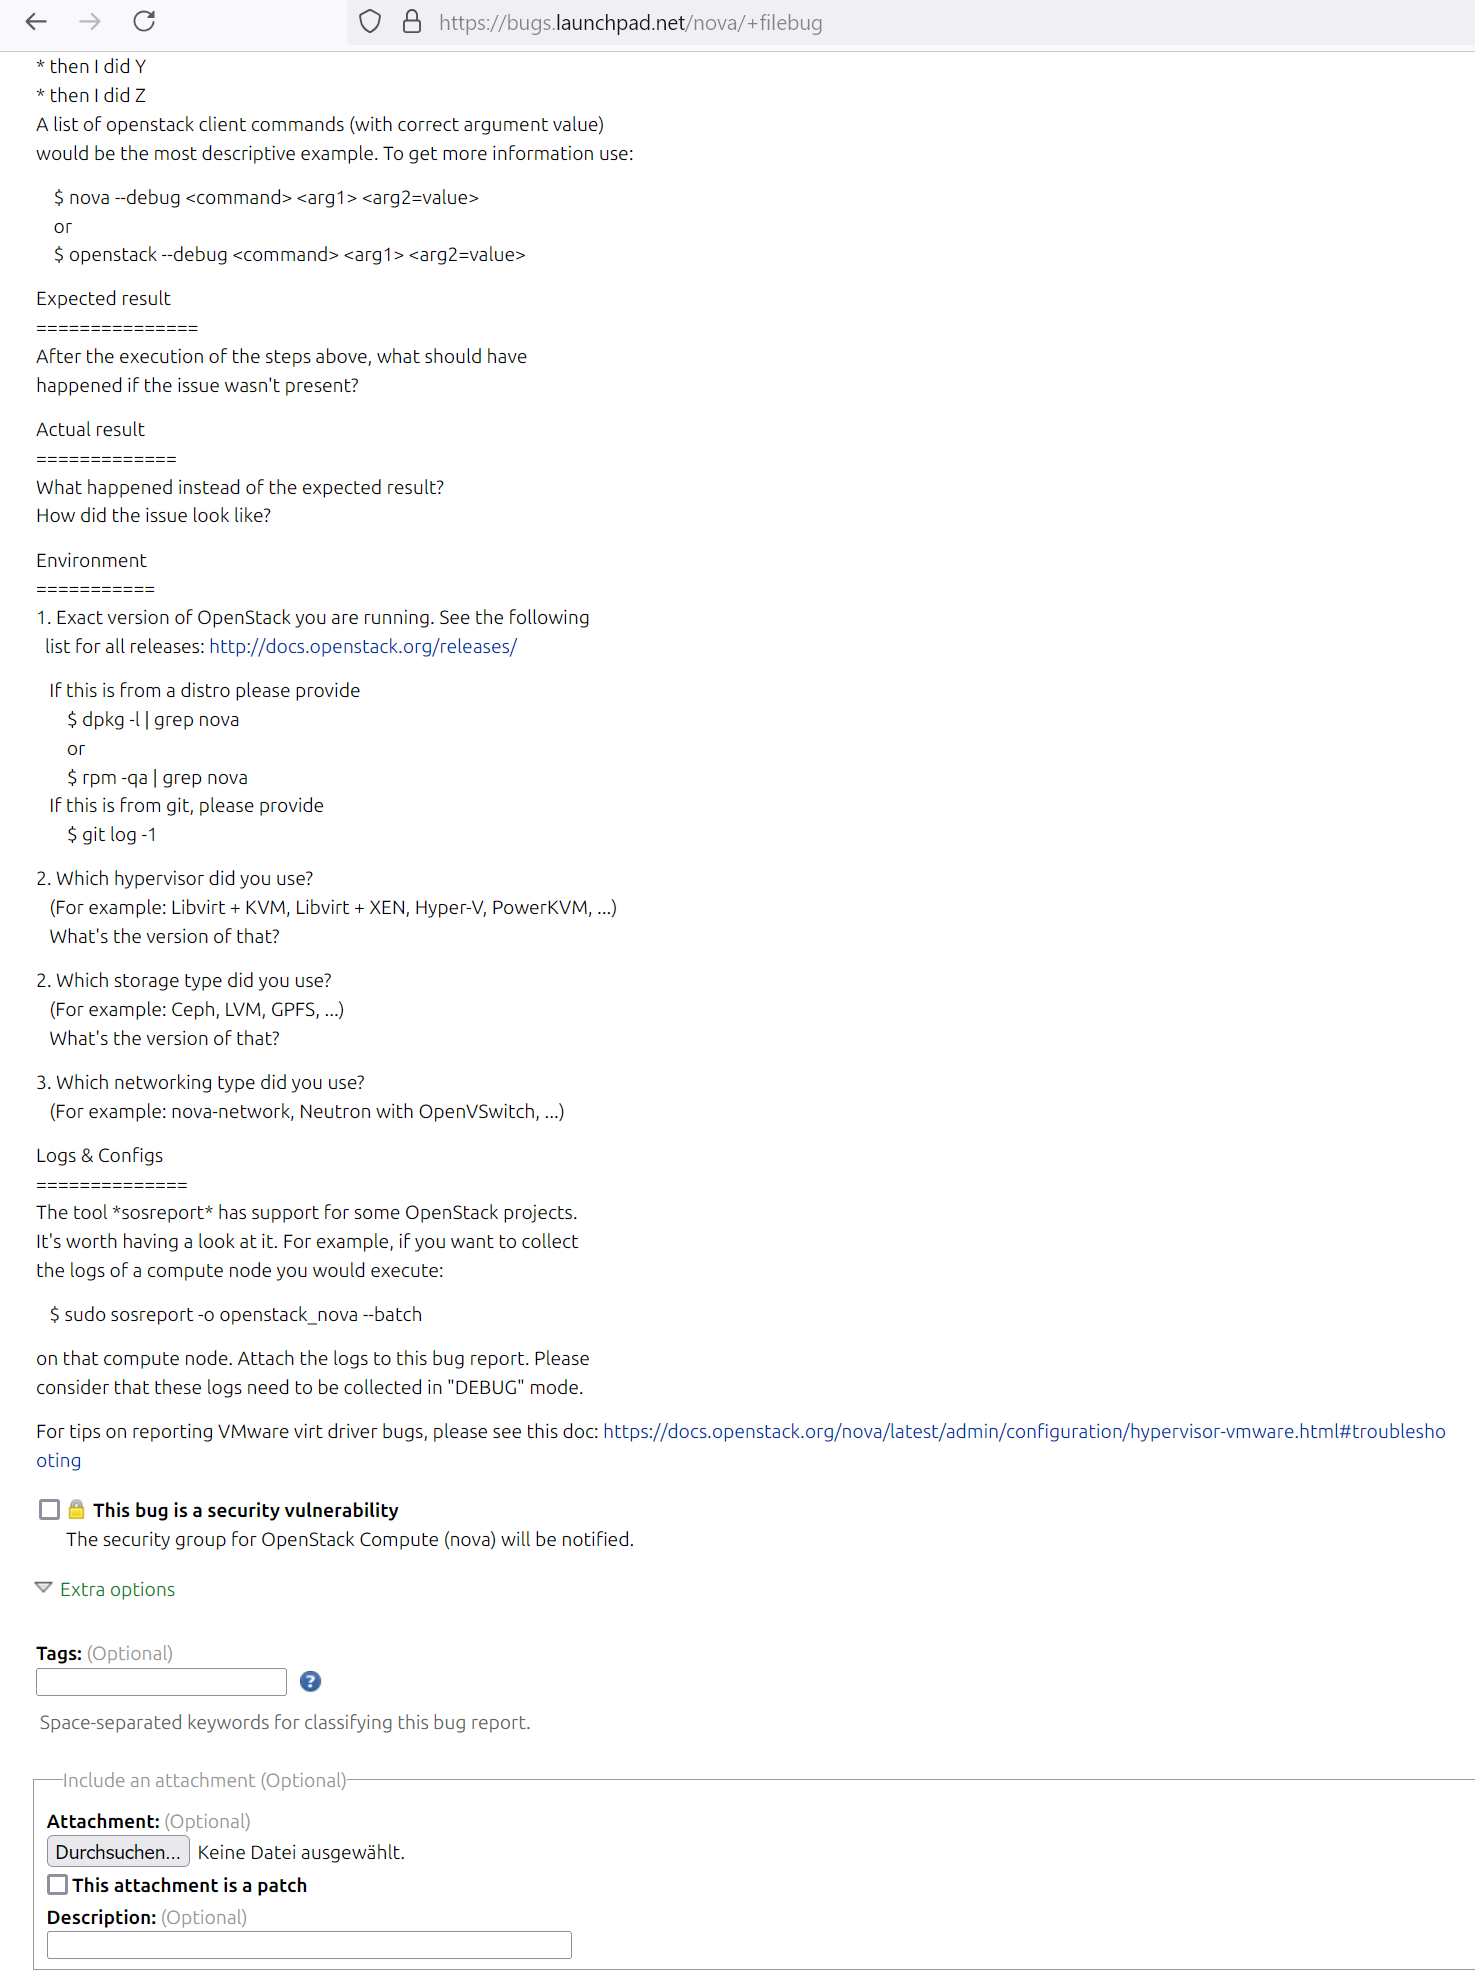 https://bugs.launchpad.net/nova/+filebug
* then I did Y
* then I did Z
A list of openstack client commands (with correct argument value)
would be the most descriptive example. To get more information use:
$ nova --debug <command> <arg1> <arg2=value>
or
$ openstack --debug <command> <arg1> <arg2=value>
Expected result
===============
After the execution of the steps above, what should have
happened if the issue wasn't present?
Actual result
=============
What happened instead of the expected result?
How did the issue look like?
Environment
===========
1. Exact version of OpenStack you are running. See the following
list for all releases: http://docs.openstack.org/releases/
If this is from a distro please provide
$ dpkg -l | grep nova
or
$ rpm -qa | grep nova
If this is from git, please provide
$ git log -1
2. Which hypervisor did you use?
(For example: Libvirt + KVM, Libvirt + XEN, Hyper-V, PowerKVM, ...)
What's the version of that?
2. Which storage type did you use?
(For example: Ceph, LVM, GPFS, ...)
What's the version of that?
3. Which networking type did you use?
(For example: nova-network, Neutron with OpenVSwitch, ...)
Logs & Configs
==============
The tool *sosreport* has support for some OpenStack projects.
It's worth having a look at it. For example, if you want to collect
the logs of a compute node you would execute:
$ sudo sosreport -o openstack_nova --batch
on that compute node. Attach the logs to this bug report. Please
consider that these logs need to be collected in "DEBUG" mode.
For tips on reporting VMware virt driver bugs, please see this doc: https://docs.openstack.org/nova/latest/admin/configuration/hypervisor-vmware.html#troublesho
oting
This bug is a security vulnerability
The security group for OpenStack Compute (nova) will be notified.
Extra options
Tags: (Optional)
?
Space-separated keywords for classifying this bug report.
Include an attachment (Optional)
Attachment: (Optional)
Durchsuchen... Keine Datei ausgewählt.
This attachment is a patch
Description: (Optional)